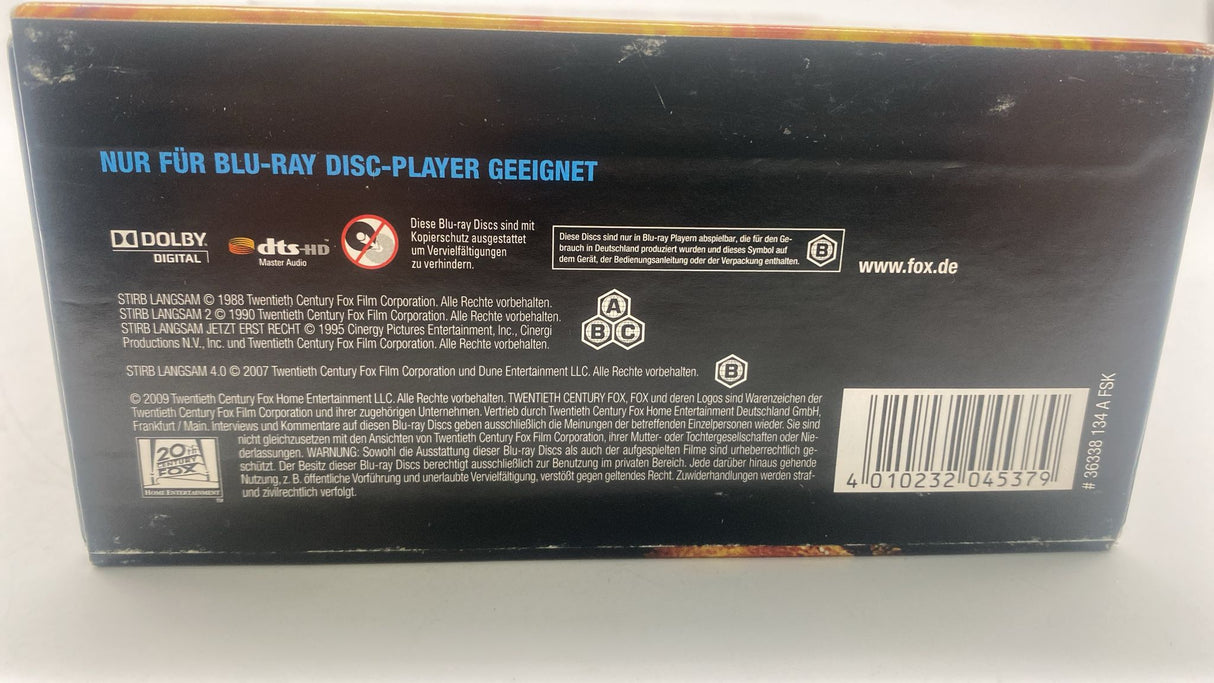 NUR FÜR BLU-RAY DISC-PLAYER GEEIGNET
DOLBY
DIGITAL
dts-HD
Master Audio
Diese Blu-ray Discs sind mit
Kopierschutz ausgestattet
um Vervielfältigungen
zu verhindern.
Diese Discs sind nur in Blu-ray Playern abspielbar, die für den Ge-
brauch in Deutschland produziert wurden und dieses Symbol auf
dem Gerät, der Bedienungsanleitung oder der Verpackung enthalten.
B
www.fox.de
STIRB LANGSAM © 1988 Twentieth Century Fox Film Corporation. Alle Rechte vorbehalten.
STIRB LANGSAM 2 © 1990 Twentieth Century Fox Film Corporation. Alle Rechte vorbehalten.
STIRB LANGSAM JETZT ERST RECHT © 1995 Cinergy Pictures Entertainment, Inc., Cinergi
Productions N.V., Inc. und Twentieth Century Fox Film Corporation. Alle Rechte vorbehalten.
A
B C
STIRB LANGSAM 4.0 © 2007 Twentieth Century Fox Film Corporation und Dune Entertainment LLC. Alle Rechte vorbehalten.
B
© 2009 Twentieth Century Fox Home Entertainment LLC. Alle Rechte vorbehalten. TWENTIETH CENTURY FOX, FOX und deren Logos sind Warenzeichen der
Twentieth Century Fox Film Corporation und ihrer zugehörigen Unternehmen. Vertrieb durch Twentieth Century Fox Home Entertainment Deutschland GmbH,
Frankfurt / Main. Interviews und Kommentare auf diesen Blu-ray Discs geben ausschließlich die Meinungen der betreffenden Einzelpersonen wieder. Sie sind
nicht gleichzusetzen mit den Ansichten von Twentieth Century Fox Film Corporation, ihrer Mutter- oder Tochtergesellschaften oder Nie-
derlassungen. WARNUNG: Sowohl die Ausstattung dieser Blu-ray Discs als auch der aufgespielten Filme sind urheberrechtlich ge-
schützt. Der Besitz dieser Blu-ray Discs berechtigt ausschließlich zur Benutzung im privaten Bereich. Jede darüber hinaus gehende
Nutzung, z. B. öffentliche Vorführung und unerlaubte Vervielfältigung, verstößt gegen geltendes Recht. Zuwiderhandlungen werden straf-
und zivilrechtlich verfolgt.
20TH
CENTURY
FOX
HOME ENTERTAINMENT
4 010232 045379
# 36338 134 A FSK